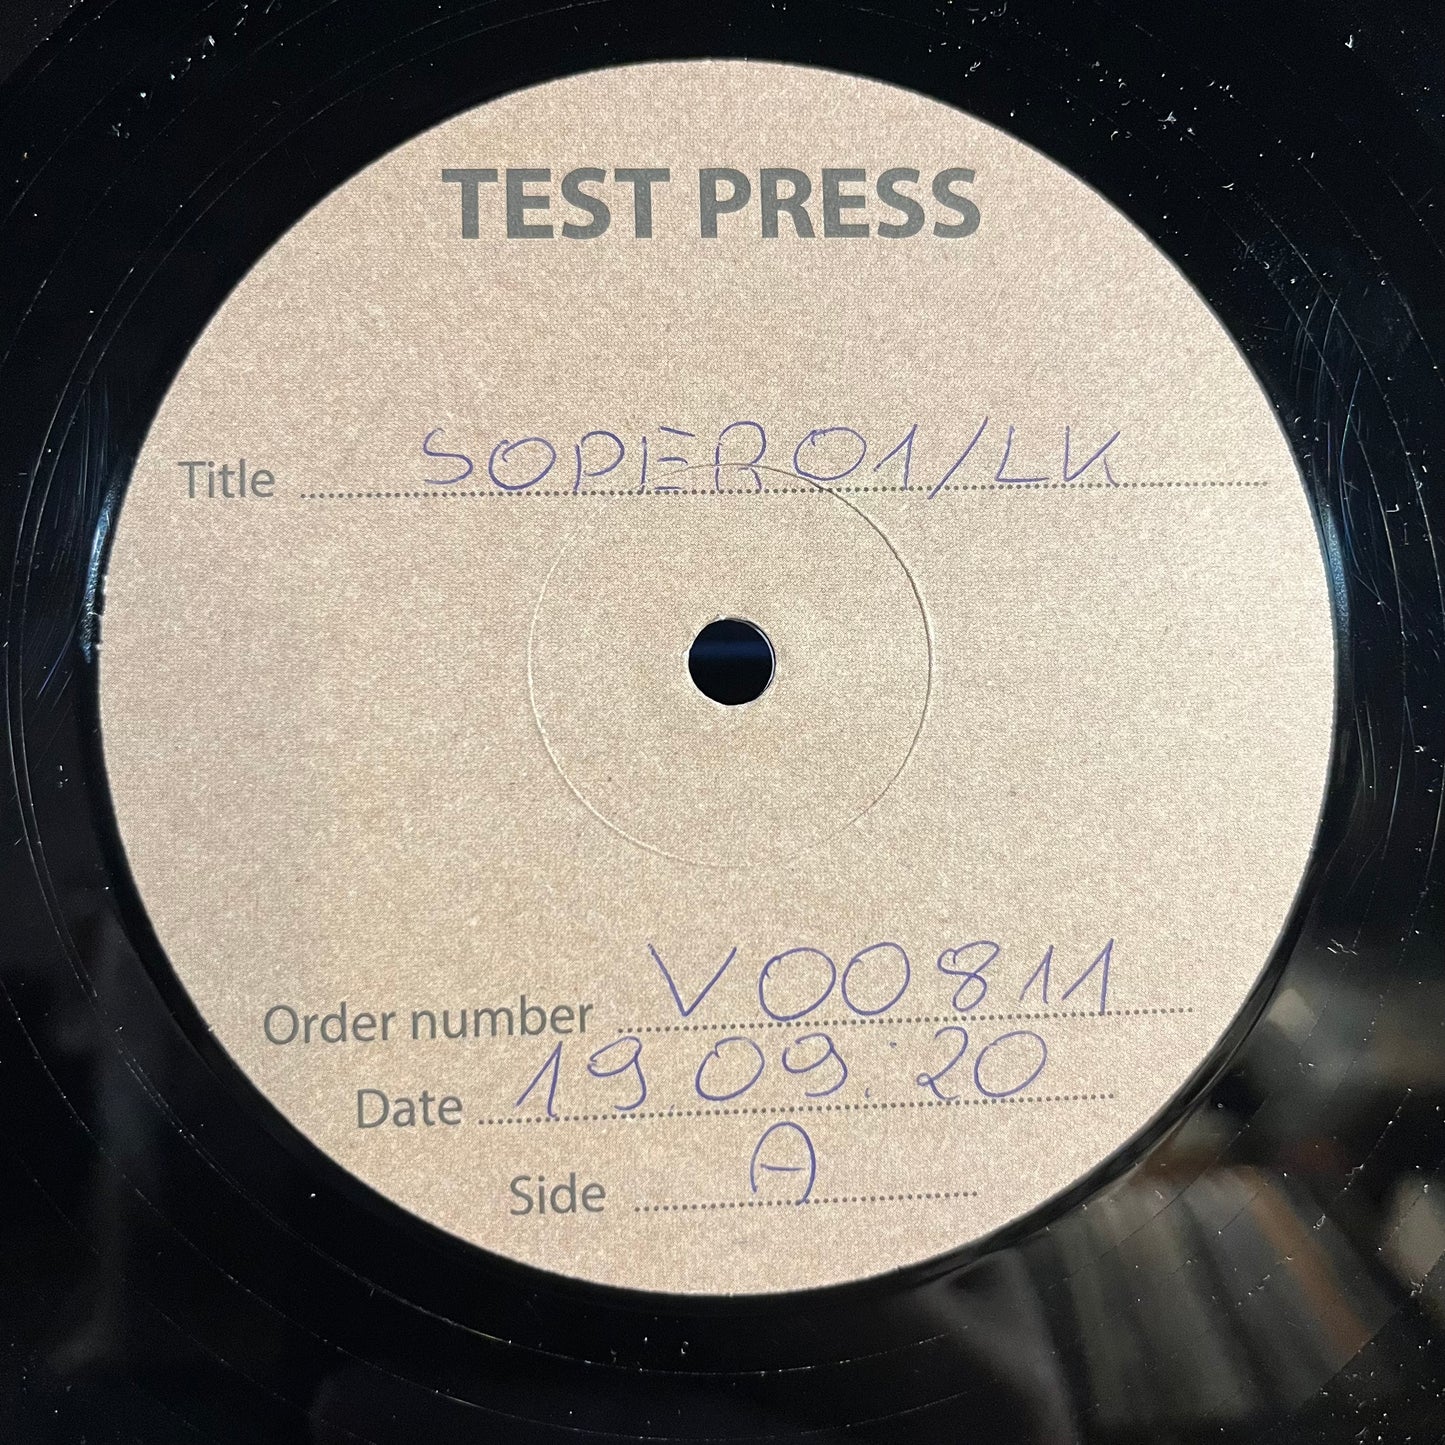 TEST PRESS
Title SOPER01/LK
Order number V00811
Date 19.09.20
Side A